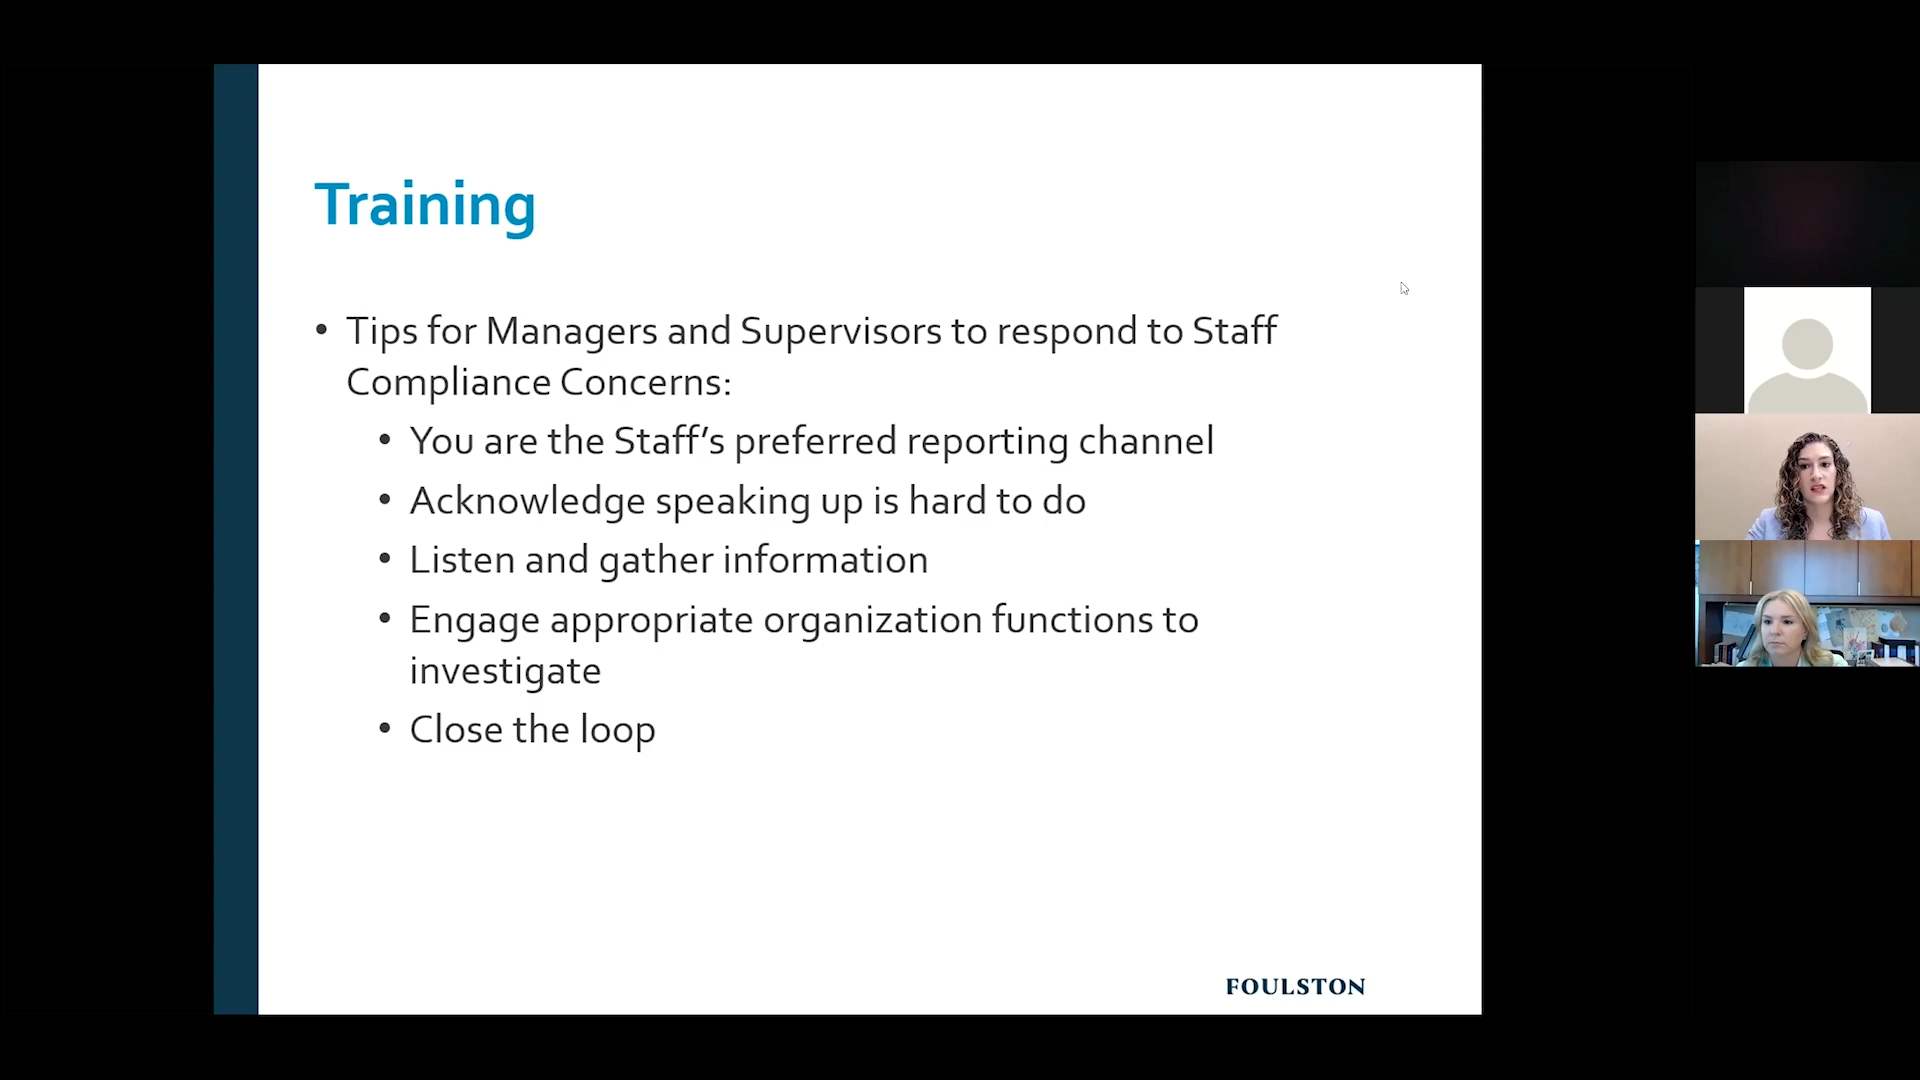 Training
• Tips for Managers and Supervisors to respond to Staff
Compliance Concerns:
• You are the Staff’s preferred reporting channel
• Acknowledge speaking up is hard to do
• Listen and gather information
• Engage appropriate organization functions to
investigate
• Close the loop
FOULSTON